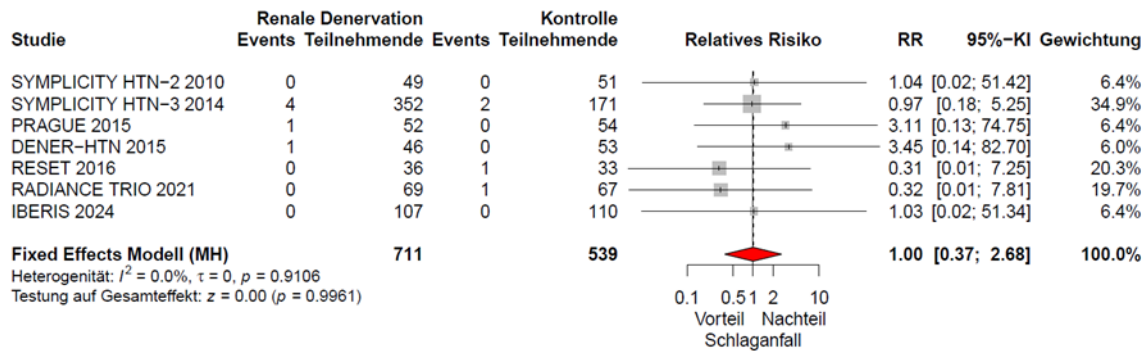 Renale Denervation Kontrolle
Studie Events Teilnehmende Events Teilnehmende Relatives Risiko RR 95%−KI Gewichtung
SYMPLICITY HTN−2 2010 0 49 0 51 1.04 [0.02; 51.42] 6.4%
SYMPLICITY HTN−3 2014 4 352 2 171 0.97 [0.18; 5.25] 34.9%
PRAGUE 2015 1 52 0 54 3.11 [0.13; 74.75] 6.4%
DENER−HTN 2015 1 46 0 53 3.45 [0.14; 82.70] 6.0%
RESET 2016 0 36 1 33 0.31 [0.01; 7.25] 20.3%
RADIANCE TRIO 2021 0 69 1 67 0.32 [0.01; 7.81] 19.7%
IBERIS 2024 0 107 0 110 1.03 [0.02; 51.34] 6.4%
Fixed Effects Modell (MH) 711 539 1.00 [0.37; 2.68] 100.0%
Heterogenität: I² = 0.0%, τ = 0, p = 0.9106
Testung auf Gesamteffekt: z = 0.00 (p = 0.9961)
0.1 0.5 1 2 10
Vorteil Nachteil
Schlaganfall